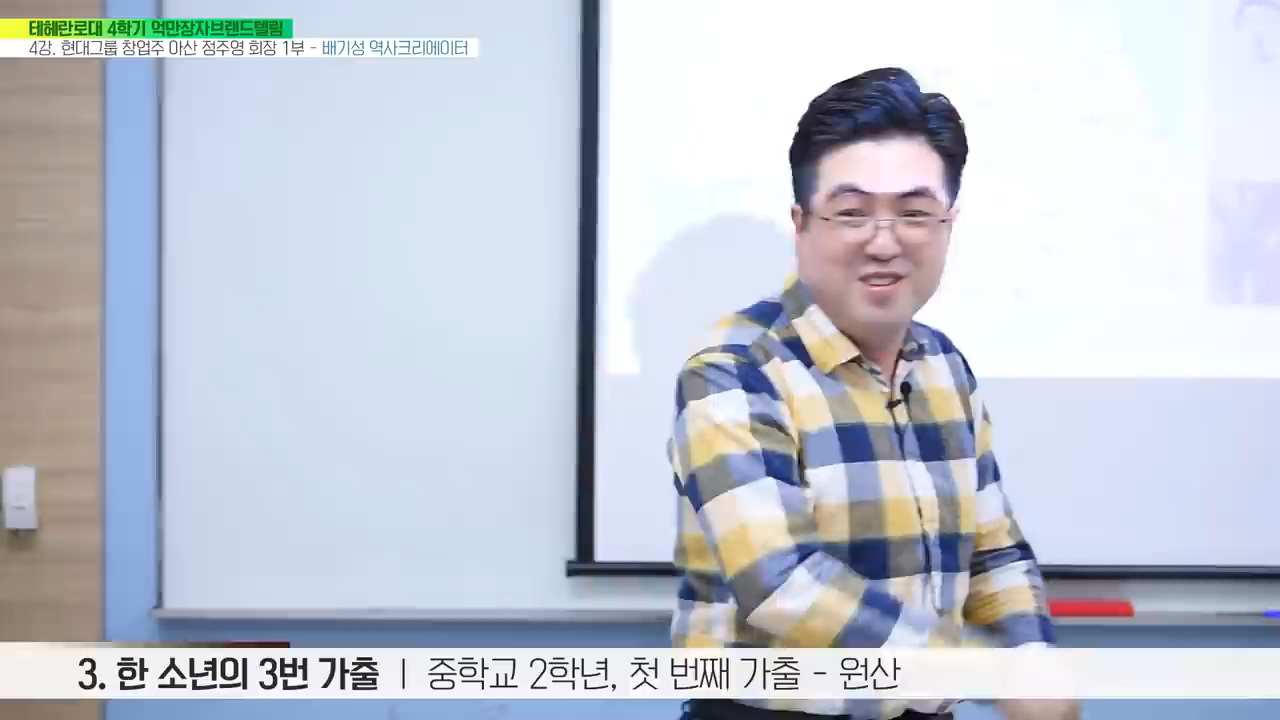 테헤란로대 4학기 억만장자브랜드텔링
4강. 현대그룹 창업주 아산 정주영 회장 1부 - 배기성 역사크리에이터
3. 한 소년의 3번 가출 | 중학교 2학년, 첫 번째 가출 - 원산